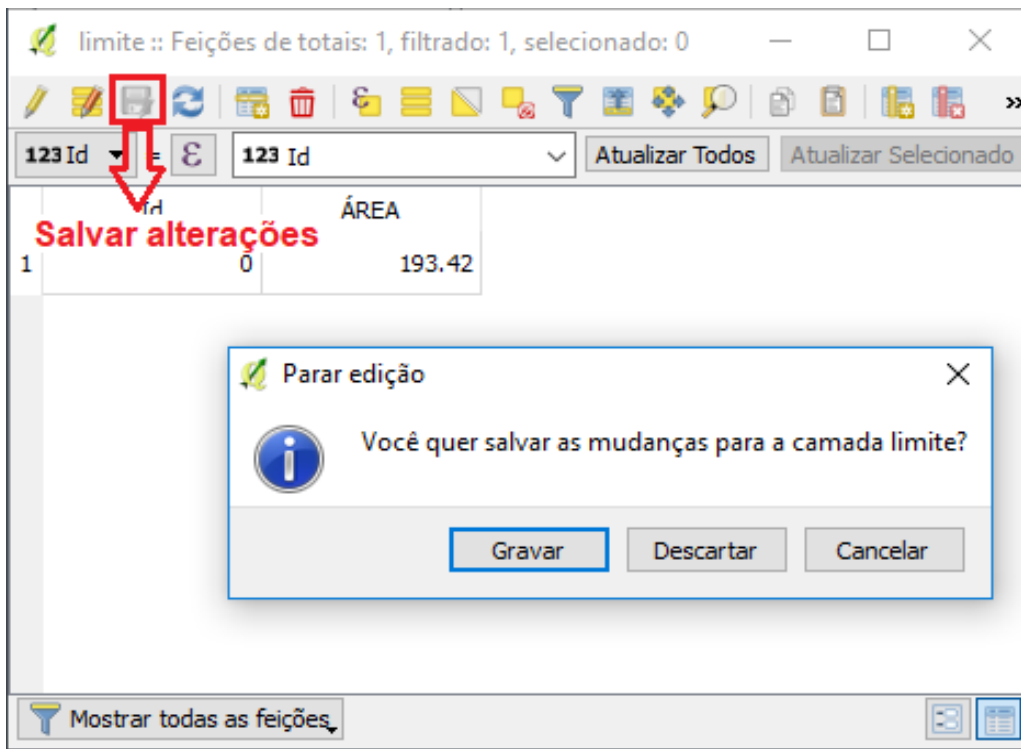 limite :: Feições de totais: 1, filtrado: 1, selecionado: 0
123 Id = ε 123 Id Atualizar Todos Atualizar Selecionado
Id ÁREA
Salvar alterações
1 0 193.42
Parar edição
Você quer salvar as mudanças para a camada limite?
Gravar Descartar Cancelar
Mostrar todas as feições